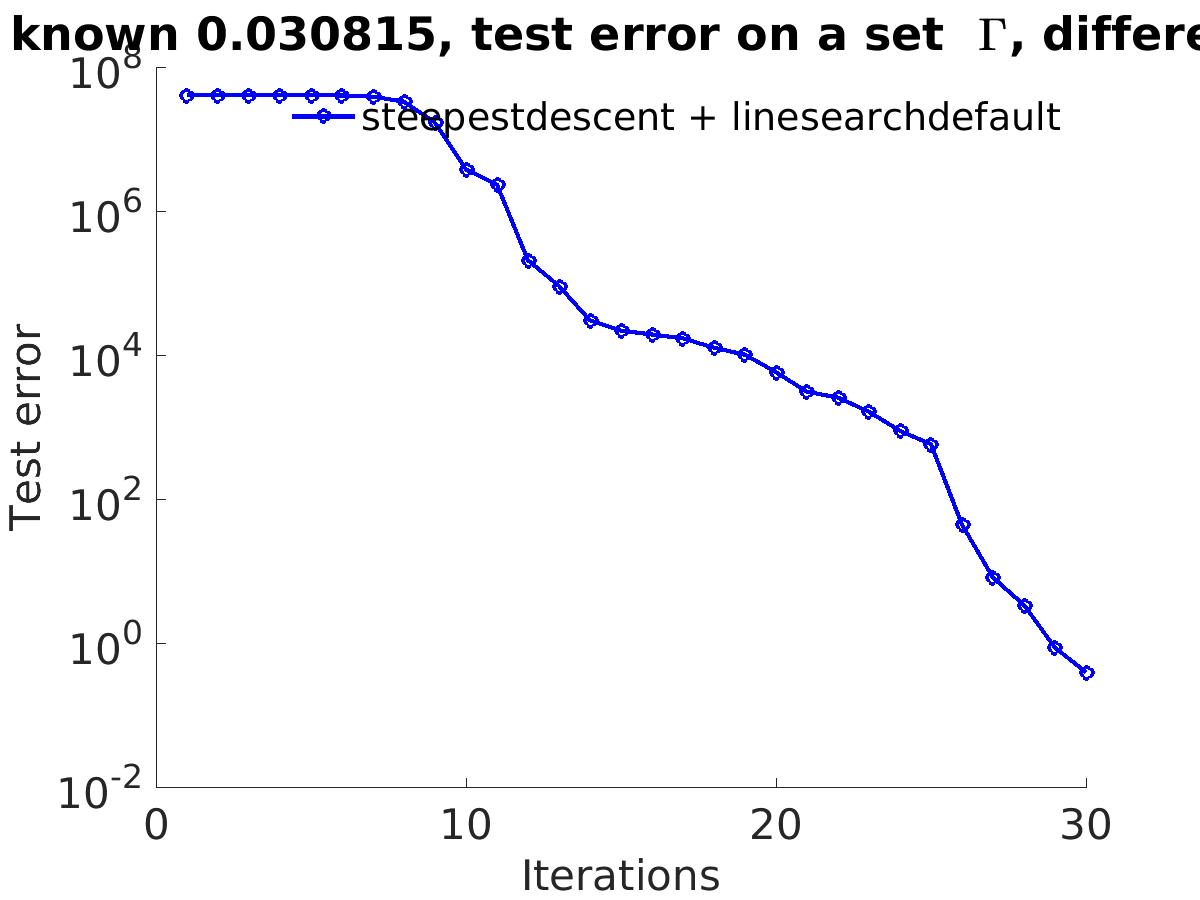 known 0.030815, test error on a set Γ, differe
10^8
steepestdescent + linesearchdefault
10^6
10^4
10^2
10^0
10^-2
Test error
0 10 20 30
Iterations